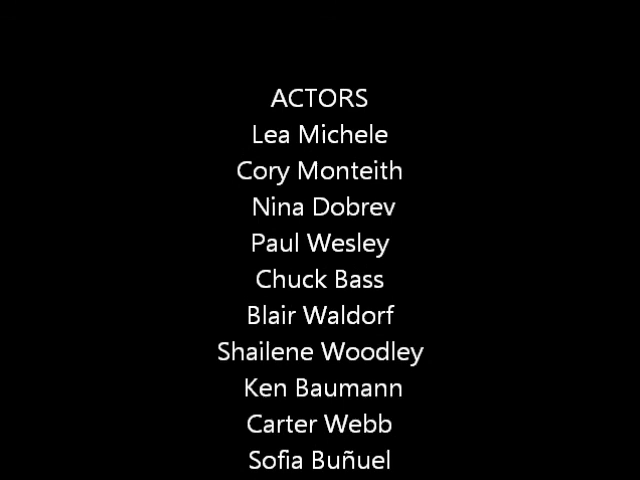 ACTORS
Lea Michele
Cory Monteith
Nina Dobrev
Paul Wesley
Chuck Bass
Blair Waldorf
Shailene Woodley
Ken Baumann
Carter Webb
Sofia Buñuel